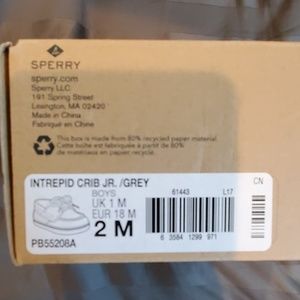 SPERRY
sperry.com
Sperry LLC
191 Spring Street
Lexington, MA 02420
Made in China
Fabriqué en Chine
This box is made from 80% recycled paper material.
Cette boîte est fabriquée à partir de 80%
de matériaux en papier recyclé.
INTREPID CRIB JR. /GREY
BOYS
UK 1 M
EUR 18 M
2 M
PB55208A
61443 L17
6 3584 1299 971
CN